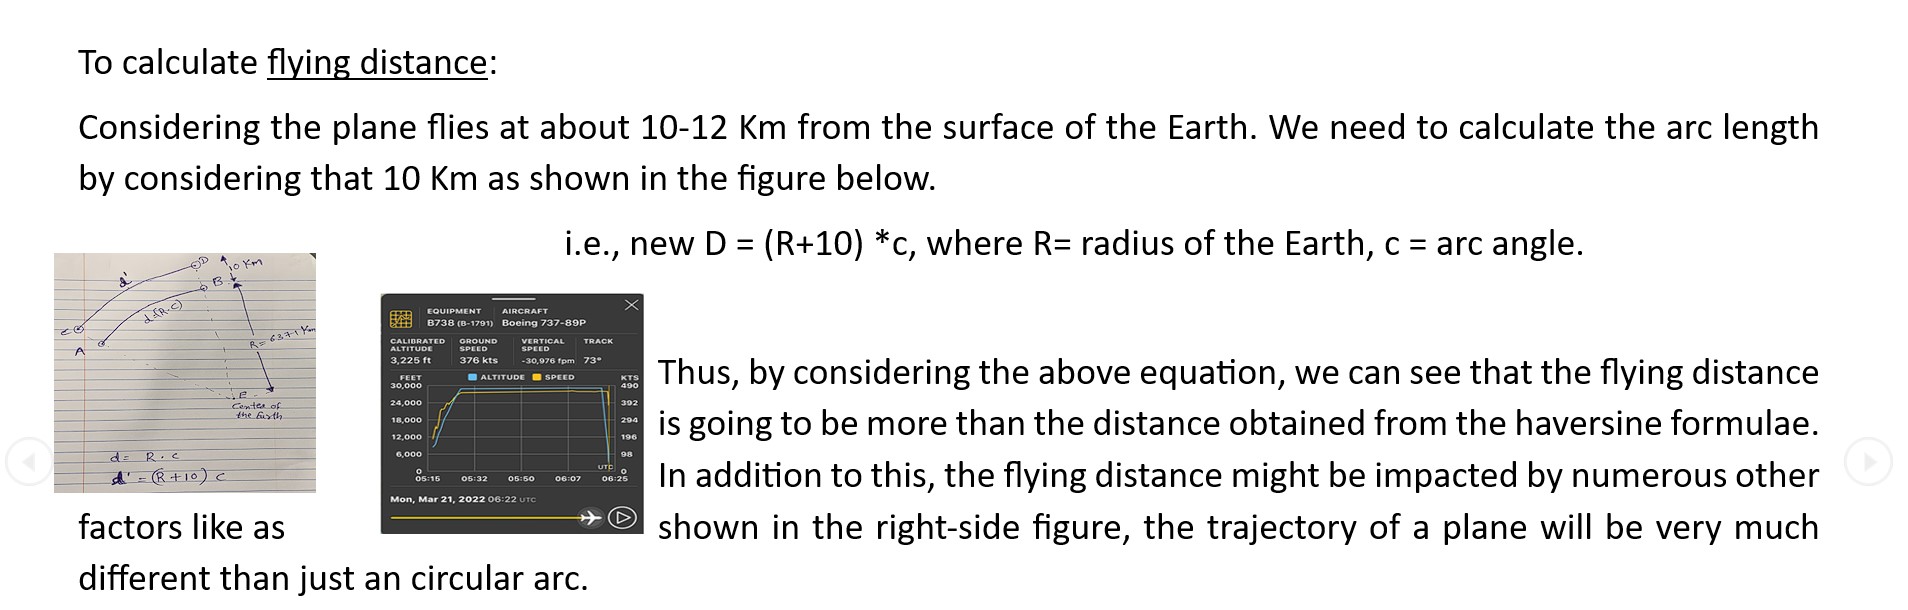 To calculate flying distance:
Considering the plane flies at about 10-12 Km from the surface of the Earth. We need to calculate the arc length
by considering that 10 Km as shown in the figure below.
i.e., new D = (R+10) *c, where R= radius of the Earth, c = arc angle.
d'
D
10 Km
B
d=(R.c)
C
A
R= 6371 Km
E
Center of
the Earth
d= R.c
d' = (R+10) c
EQUIPMENT AIRCRAFT
B738 (B-1791) Boeing 737-89P
CALIBRATED ALTITUDE GROUND SPEED VERTICAL SPEED TRACK
3,225 ft 376 kts -30,976 fpm 73°
FEET ALTITUDE SPEED KTS
30,000 490
24,000 392
18,000 294
12,000 196
6,000 98
UTC
0 0
05:15 05:32 05:50 06:07 06:25
Mon, Mar 21, 2022 06:22 UTC
Thus, by considering the above equation, we can see that the flying distance
is going to be more than the distance obtained from the haversine formulae.
In addition to this, the flying distance might be impacted by numerous other
factors like as shown in the right-side figure, the trajectory of a plane will be very much
different than just an circular arc.